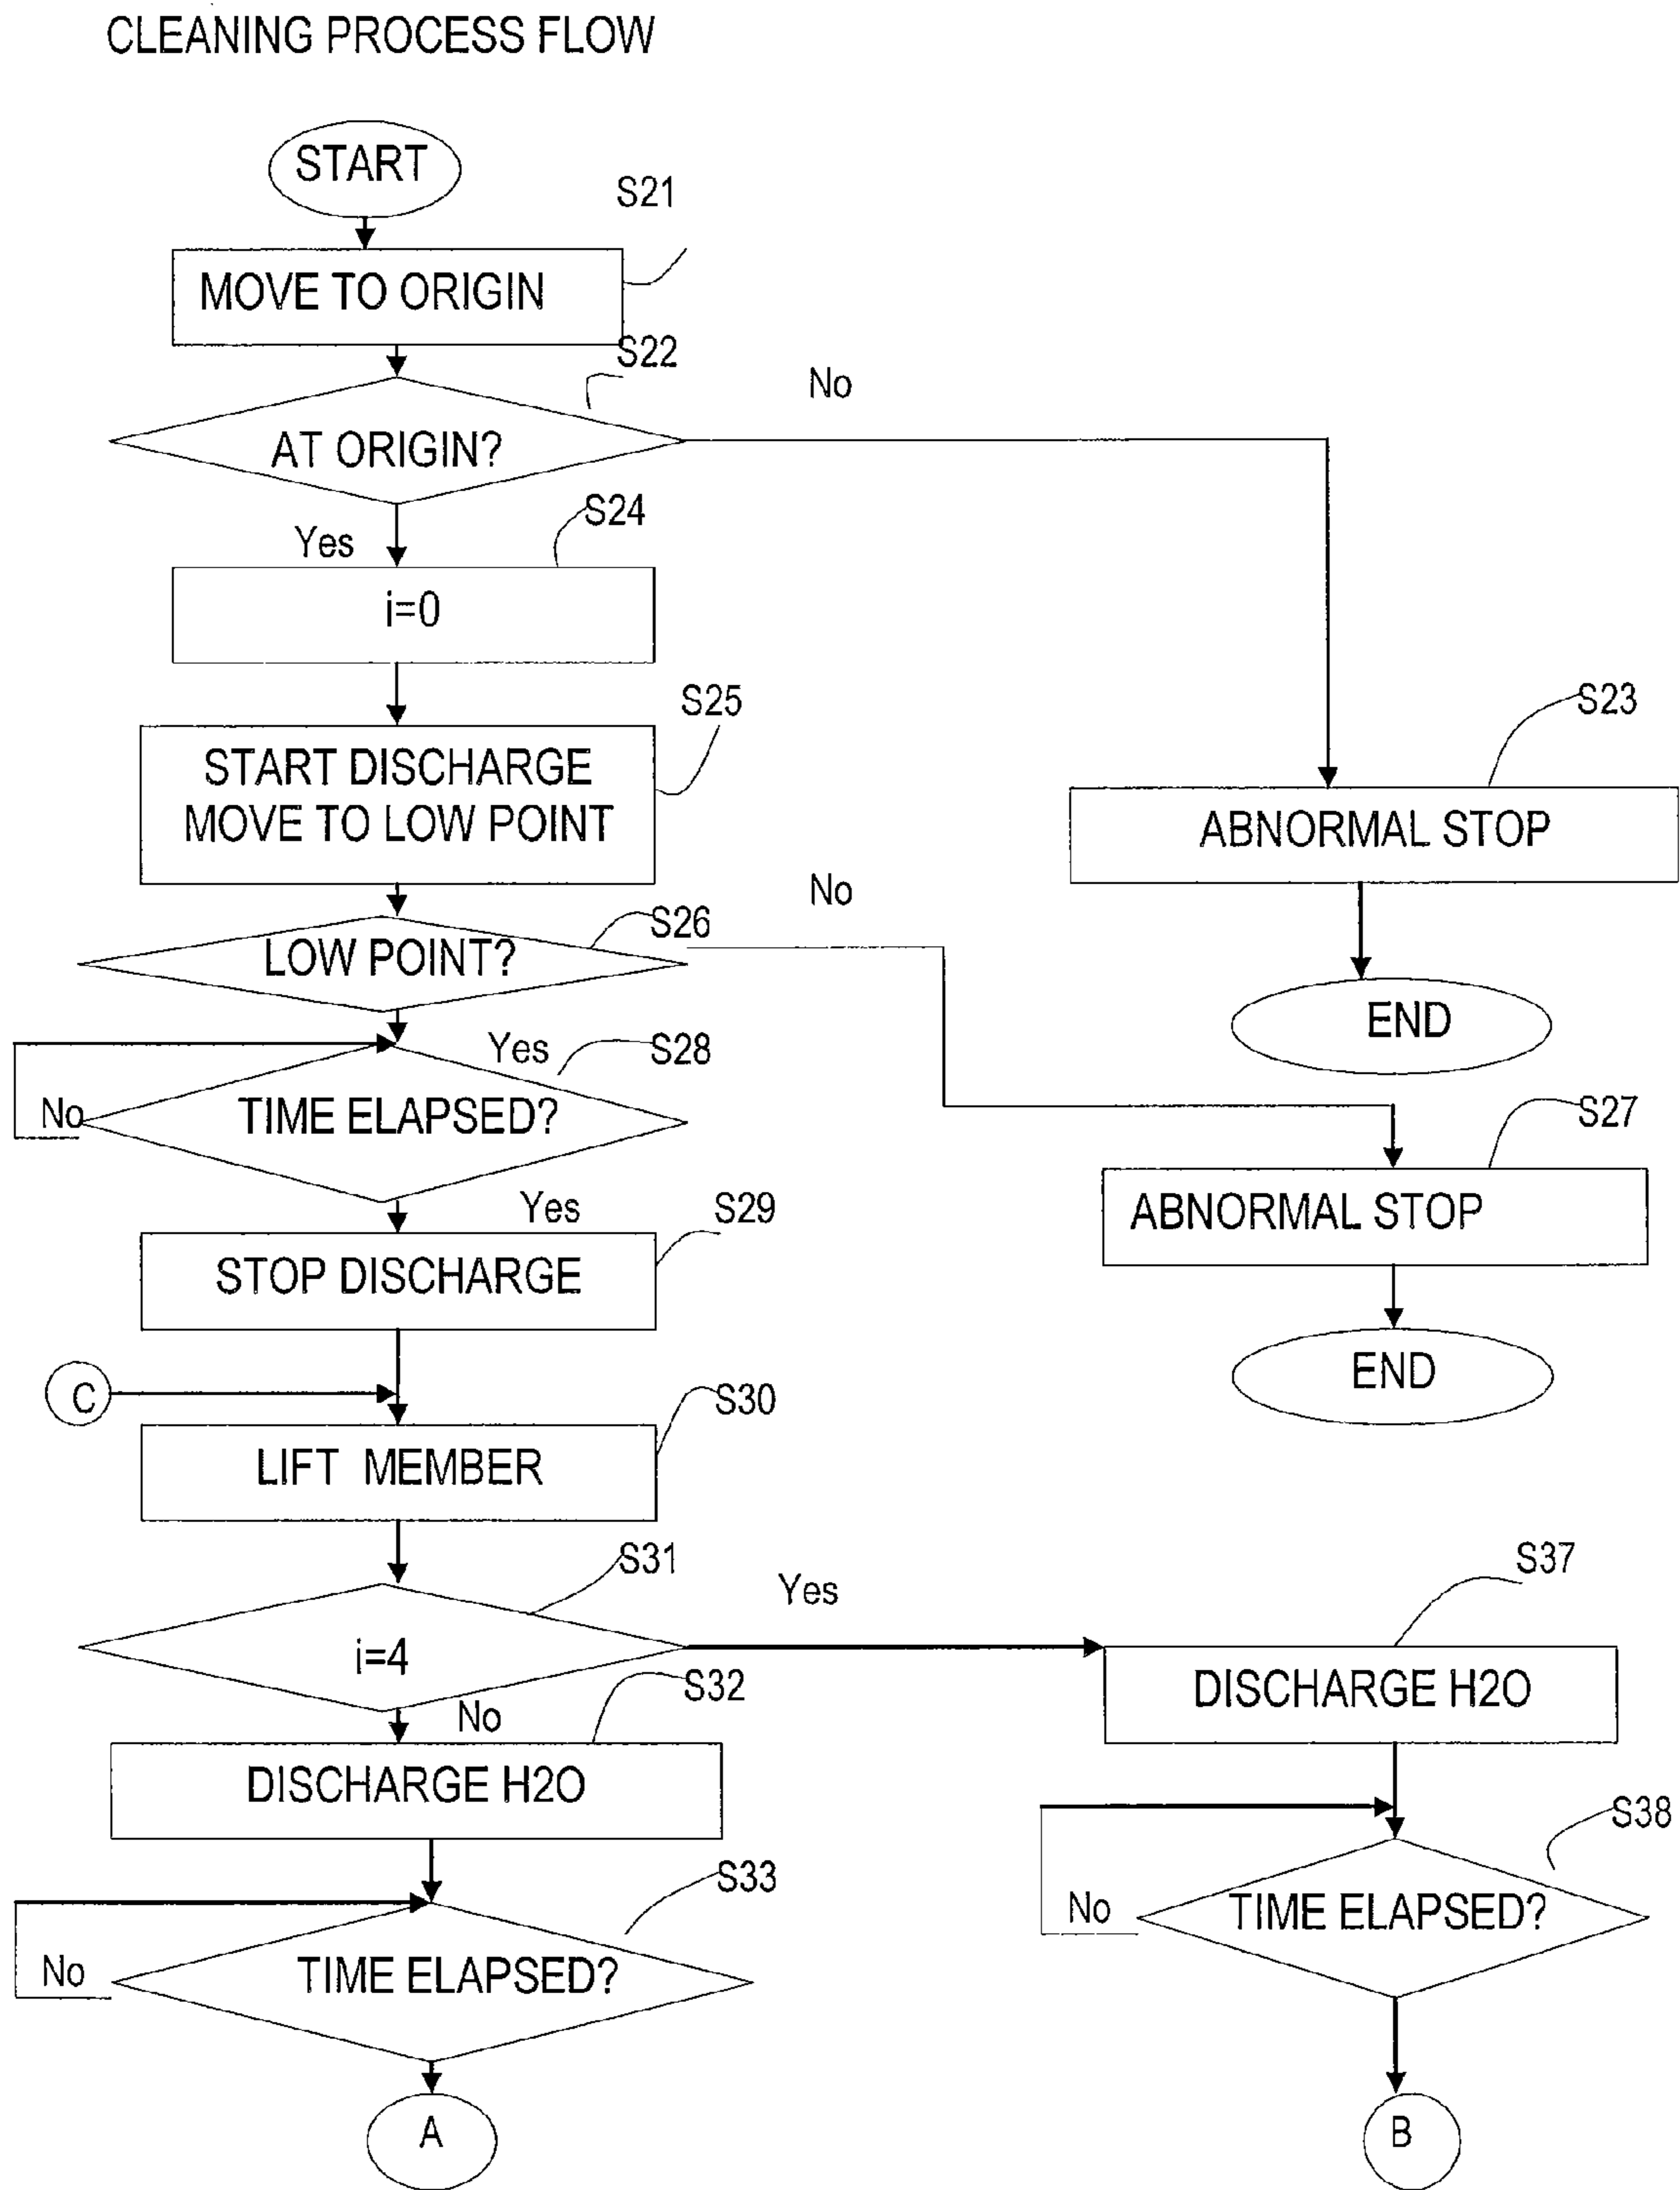 CLEANING PROCESS FLOW
START
S21
MOVE TO ORIGIN
S22
No
AT ORIGIN?
S24
Yes
i=0
S25
S23
START DISCHARGE
MOVE TO LOW POINT
ABNORMAL STOP
No
S26
LOW POINT?
END
Yes
S28
No
TIME ELAPSED?
S27
Yes
S29
ABNORMAL STOP
STOP DISCHARGE
END
C
S30
LIFT MEMBER
S31
Yes
S37
i=4
S32
DISCHARGE H2O
No
DISCHARGE H2O
S38
S33
No
TIME ELAPSED?
No
TIME ELAPSED?
A
B